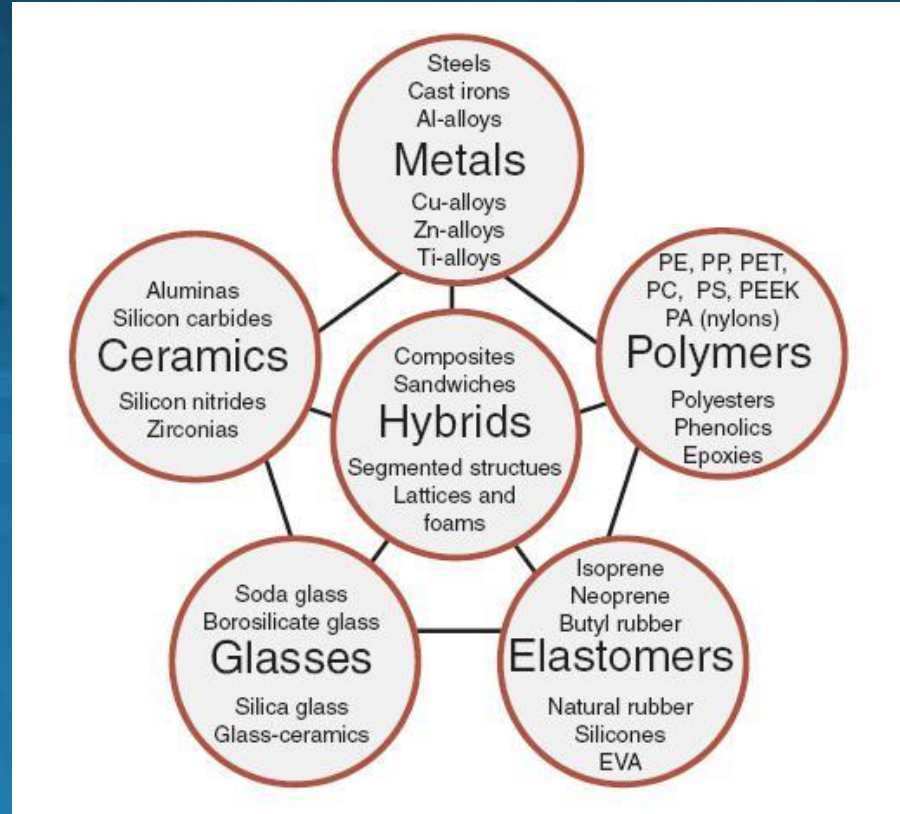 Steels
Cast irons
Al-alloys
Metals
Cu-alloys
Zn-alloys
Ti-alloys
Aluminas
Silicon carbides
Ceramics
Silicon nitrides
Zirconias
PE, PP, PET,
PC, PS, PEEK
PA (nylons)
Polymers
Polyesters
Phenolics
Epoxies
Composites
Sandwiches
Hybrids
Segmented structues
Lattices and
foams
Soda glass
Borosilicate glass
Glasses
Silica glass
Glass-ceramics
Isoprene
Neoprene
Butyl rubber
Elastomers
Natural rubber
Silicones
EVA